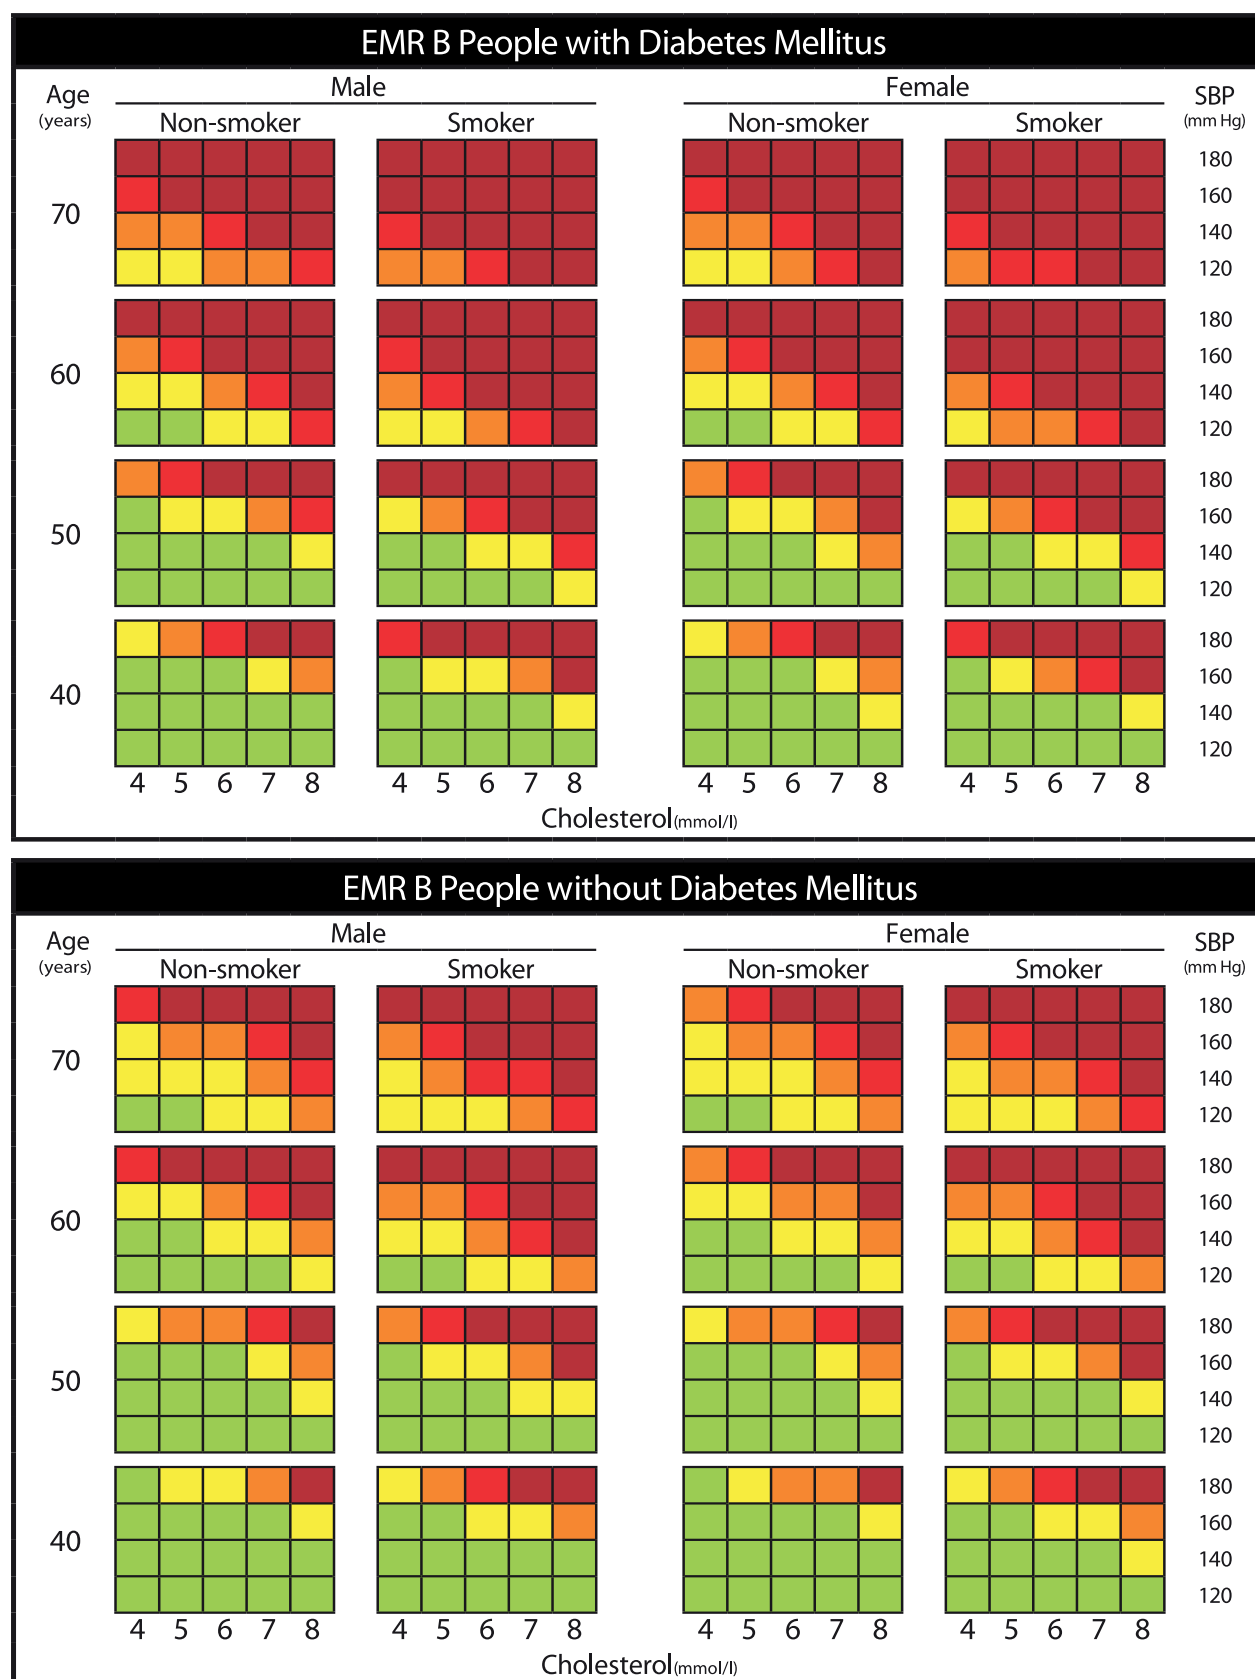 EMR B People with Diabetes Mellitus
Male Female
Age SBP
(years) (mm Hg)
Non-smoker Smoker Non-smoker Smoker
180
160
70
140
120
180
160
60
140
120
180
160
50
140
120
180
160
40
140
120
4 5 6 7 8 4 5 6 7 8 4 5 6 7 8 4 5 6 7 8
Cholesterol(mmol/l)
EMR B People without Diabetes Mellitus
Male Female
Age SBP
(years) (mm Hg)
Non-smoker Smoker Non-smoker Smoker
180
160
70
140
120
180
160
60
140
120
180
160
50
140
120
180
160
40
140
120
4 5 6 7 8 4 5 6 7 8 4 5 6 7 8 4 5 6 7 8
Cholesterol(mmol/l)